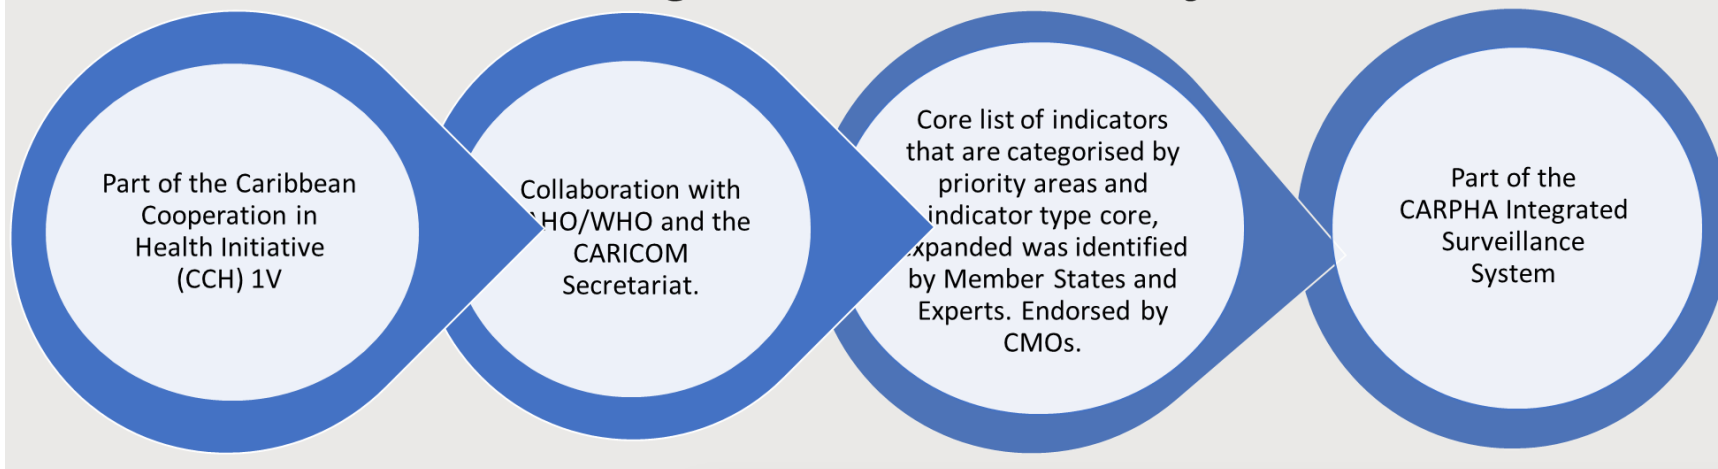 Part of the Caribbean
Cooperation in
Health Initiative
(CCH) 1V
Collaboration with
AHO/WHO and the
CARICOM
Secretariat.
Core list of indicators
that are categorised by
priority areas and
indicator type core,
expanded was identified
by Member States and
Experts. Endorsed by
CMOs.
Part of the
CARPHA Integrated
Surveillance
System